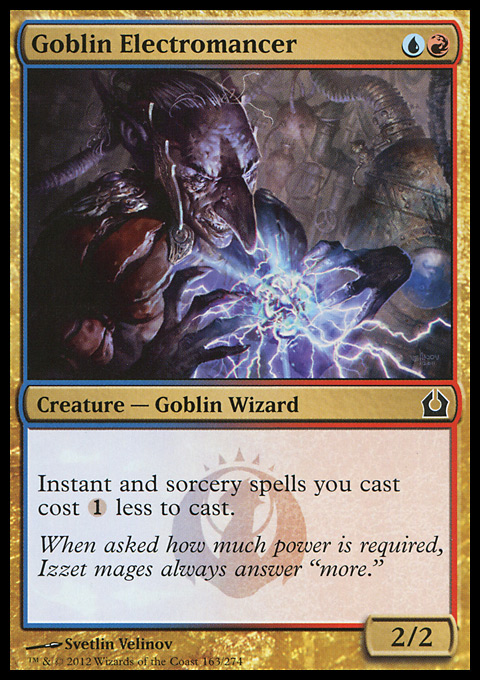 Goblin Electromancer
Creature — Goblin Wizard
Instant and sorcery spells you cast
cost 1 less to cast.
When asked how much power is required,
Izzet mages always answer “more.”
2/2
Svetlin Velinov
™ & © 2012 Wizards of the Coast 163/274